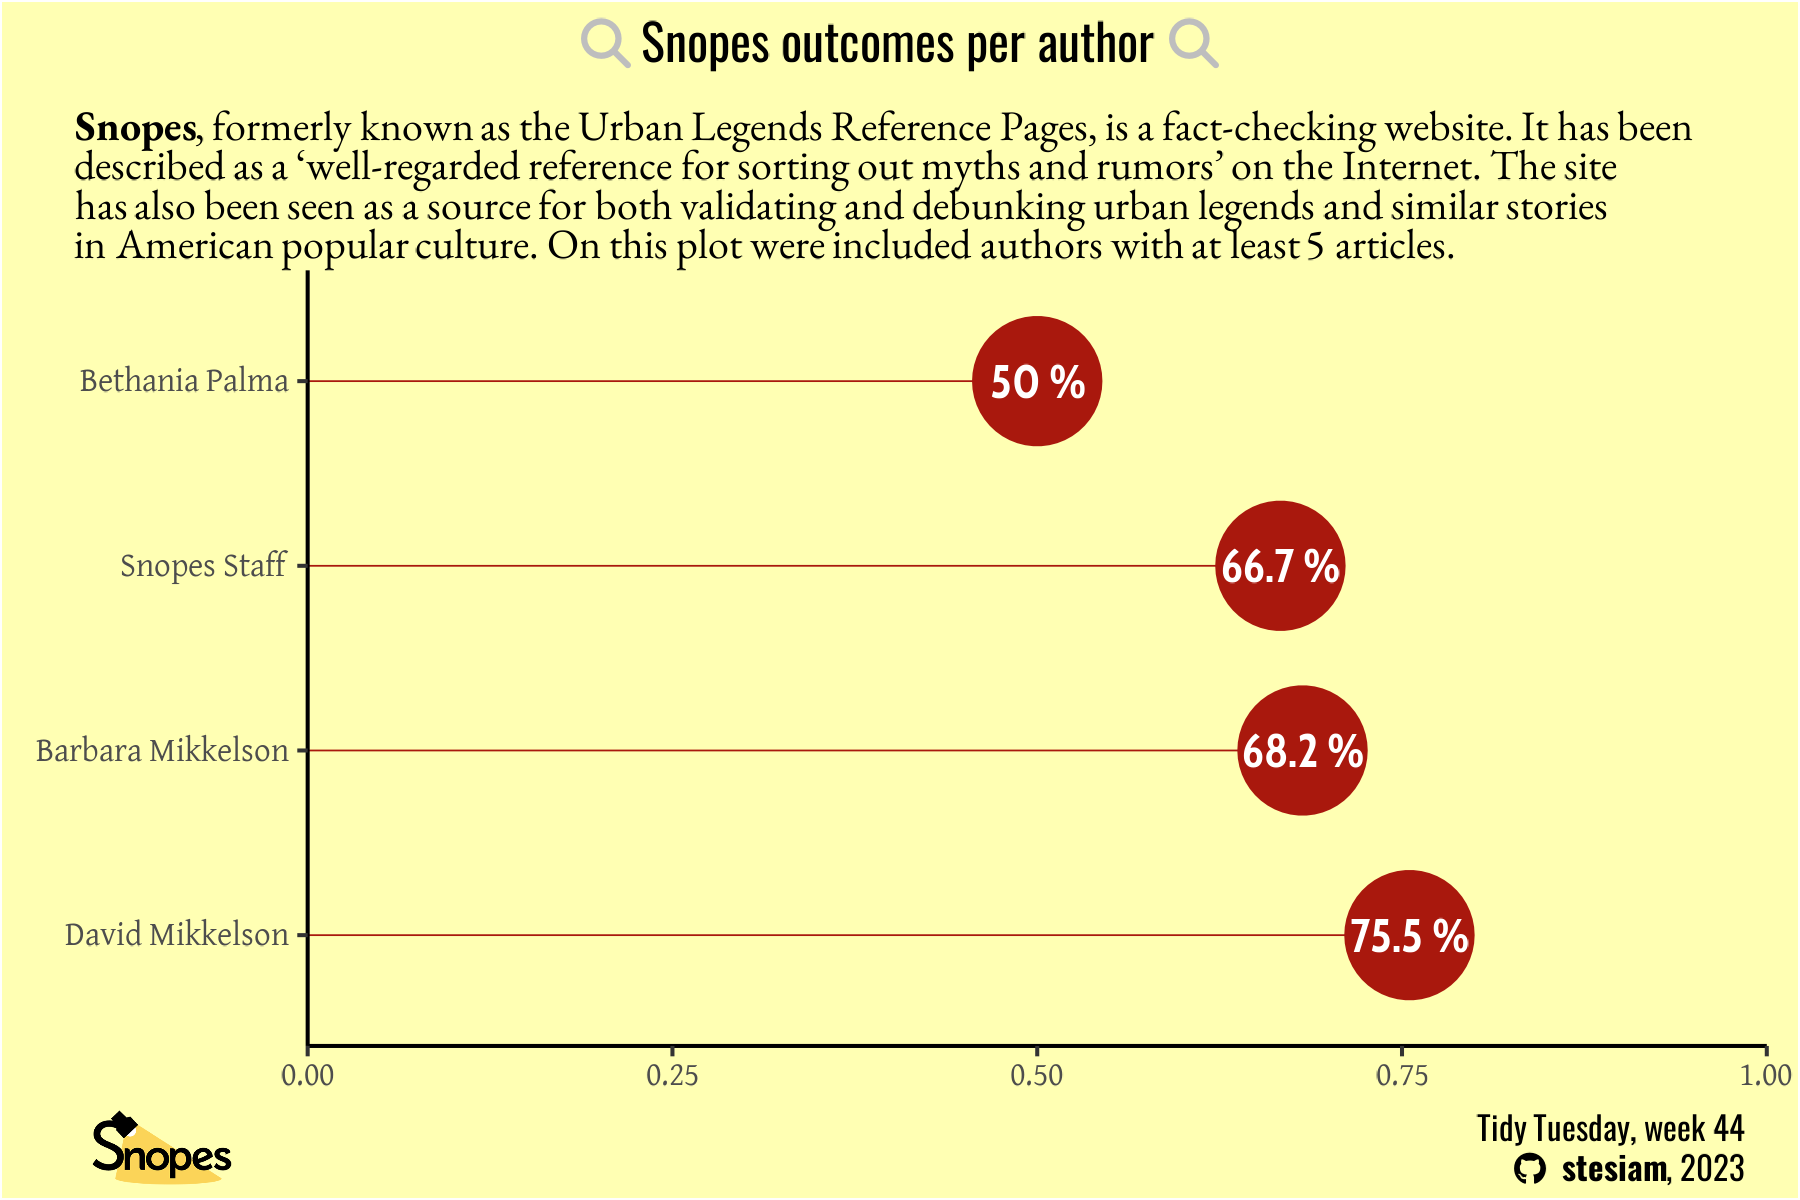 Snopes outcomes per author
Snopes, formerly known as the Urban Legends Reference Pages, is a fact-checking website. It has been
described as a ‘well-regarded reference for sorting out myths and rumors’ on the Internet. The site
has also been seen as a source for both validating and debunking urban legends and similar stories
in American popular culture. On this plot were included authors with at least 5 articles.
Bethania Palma
50 %
Snopes Staff
66.7 %
Barbara Mikkelson
68.2 %
David Mikkelson
75.5 %
0.00 0.25 0.50 0.75 1.00
Snopes
Tidy Tuesday, week 44
stesiam, 2023